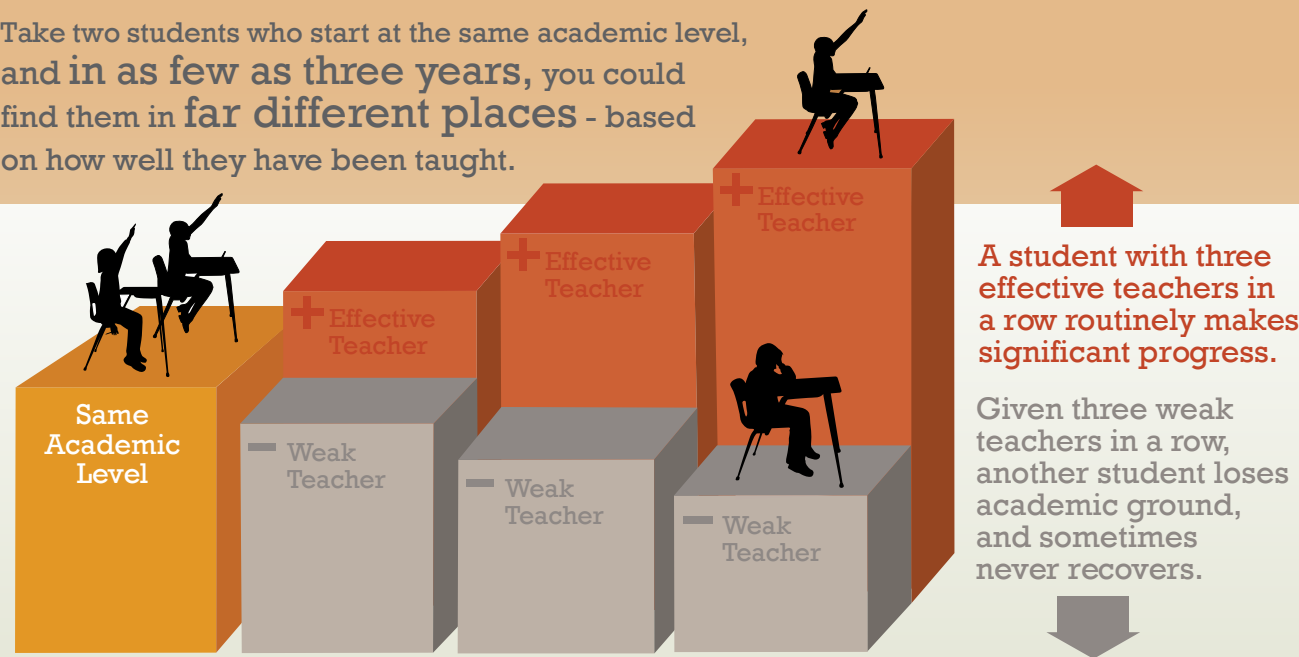 Take two students who start at the same academic level,
and in as few as three years, you could
find them in far different places - based
on how well they have been taught.
Same
Academic
Level
+ Effective
Teacher
- Weak
Teacher
+ Effective
Teacher
- Weak
Teacher
+ Effective
Teacher
- Weak
Teacher
A student with three
effective teachers in
a row routinely makes
significant progress.
Given three weak
teachers in a row,
another student loses
academic ground,
and sometimes
never recovers.